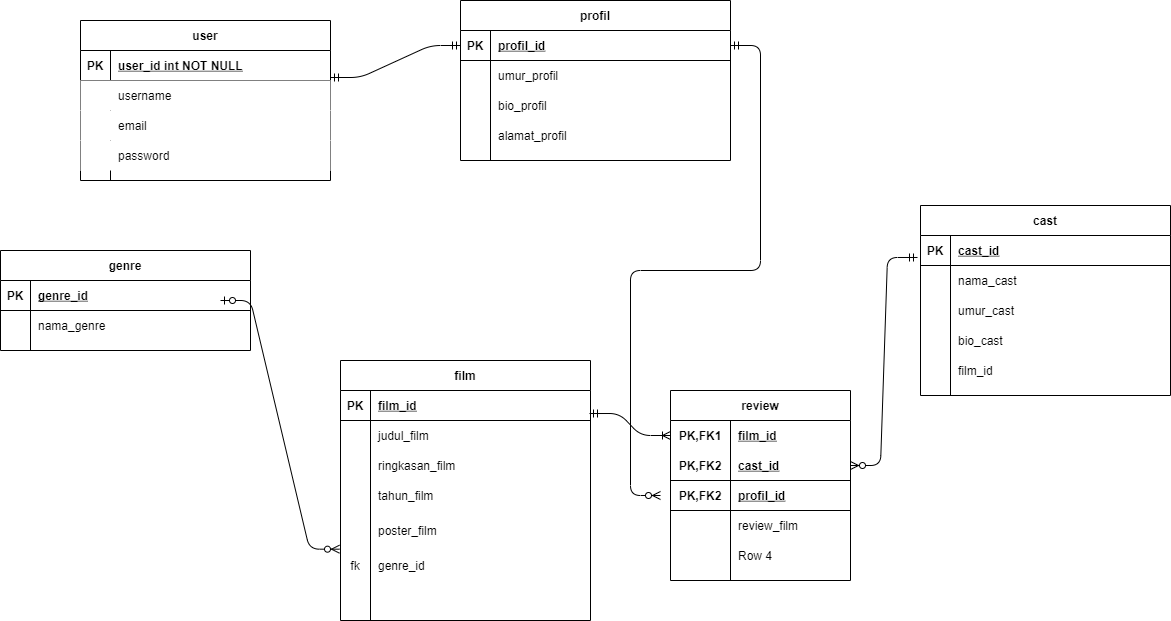 user
PK user_id int NOT NULL
username
email
password
profil
PK profil_id
umur_profil
bio_profil
alamat_profil
genre
PK genre_id
nama_genre
film
PK film_id
judul_film
ringkasan_film
tahun_film
poster_film
fk genre_id
review
PK,FK1 film_id
PK,FK2 cast_id
PK,FK2 profil_id
review_film
Row 4
cast
PK cast_id
nama_cast
umur_cast
bio_cast
film_id